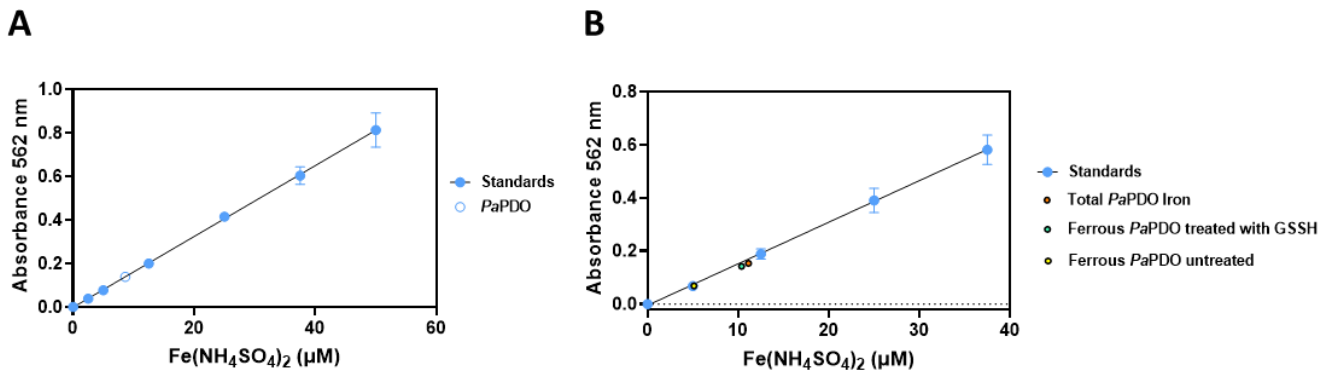 A
1.0
0.8
0.6
0.4
0.2
0.0
0
20
40
60
Absorbance 562 nm
Fe(NH₄SO₄)₂ (µM)
Standards
PaPDO
B
0.8
0.6
0.4
0.2
0.0
0
10
20
30
40
Absorbance 562 nm
Fe(NH₄SO₄)₂ (µM)
Standards
Total PaPDO Iron
Ferrous PaPDO treated with GSSH
Ferrous PaPDO untreated